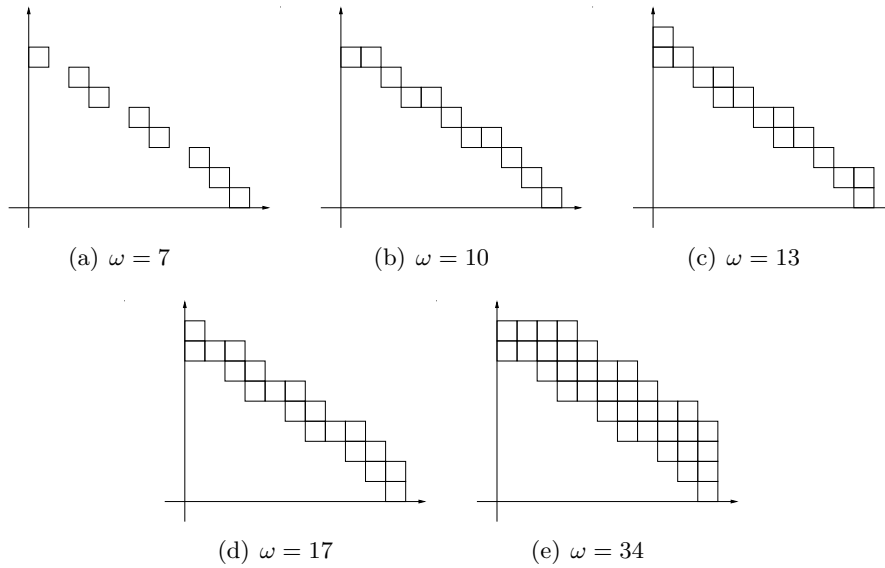 (a) ω = 7
(b) ω = 10
(c) ω = 13
(d) ω = 17
(e) ω = 34